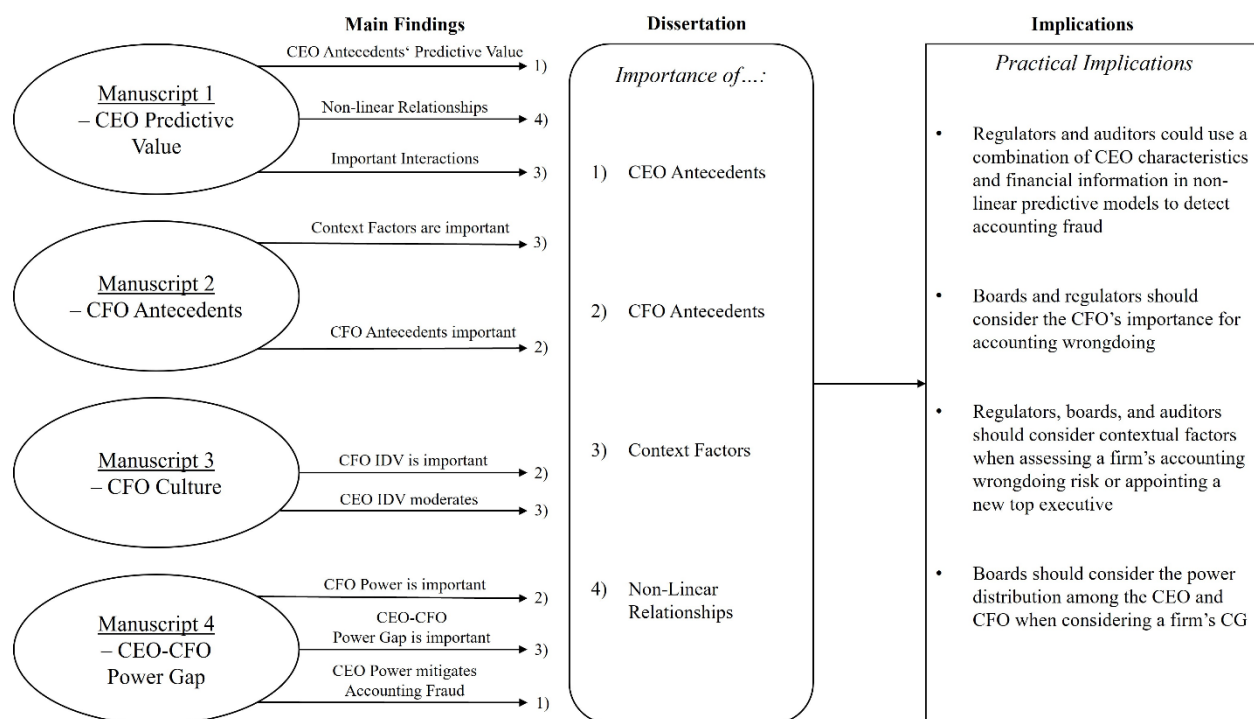 Main Findings
Dissertation
Implications
Manuscript 1
– CEO Predictive
Value
CEO Antecedents‘ Predictive Value
1)
Non-linear Relationships
4)
Important Interactions
3)
Manuscript 2
– CFO Antecedents
Context Factors are important
3)
CFO Antecedents important
2)
Manuscript 3
– CFO Culture
CFO IDV is important
2)
CEO IDV moderates
3)
Manuscript 4
– CEO-CFO
Power Gap
CFO Power is important
2)
CEO-CFO
Power Gap is important
3)
CEO Power mitigates
Accounting Fraud
1)
Importance of…:
1) CEO Antecedents
2) CFO Antecedents
3) Context Factors
4) Non-Linear
Relationships
Practical Implications
• Regulators and auditors could use a
combination of CEO characteristics
and financial information in non-
linear predictive models to detect
accounting fraud
• Boards and regulators should
consider the CFO’s importance for
accounting wrongdoing
• Regulators, boards, and auditors
should consider contextual factors
when assessing a firm’s accounting
wrongdoing risk or appointing a
new top executive
• Boards should consider the power
distribution among the CEO and
CFO when considering a firm’s CG